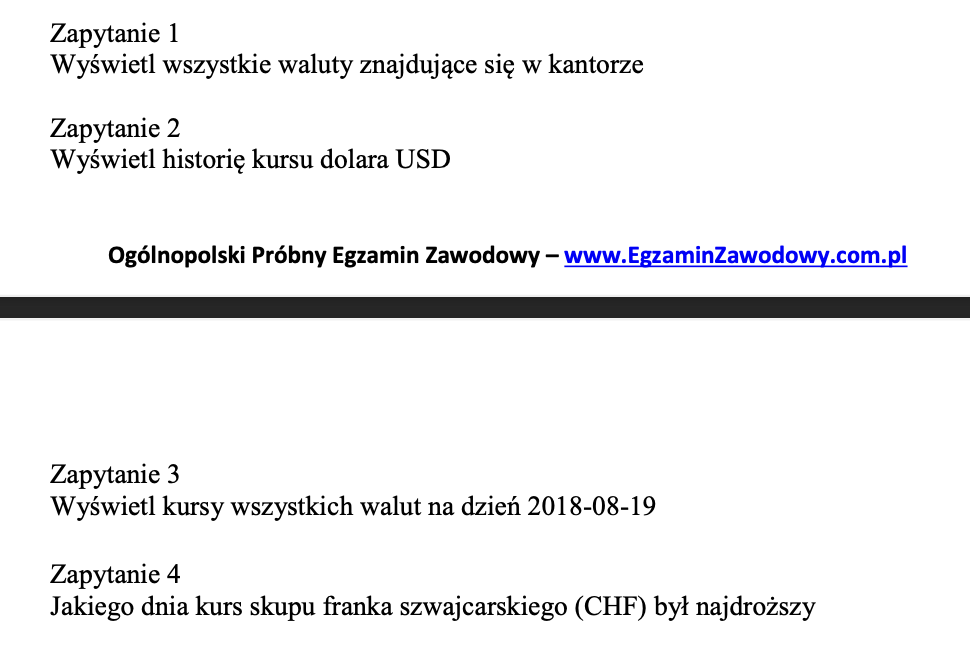 Zapytanie 1
Wyświetl wszystkie waluty znajdujące się w kantorze
Zapytanie 2
Wyświetl historię kursu dolara USD
Ogólnopolski Próbny Egzamin Zawodowy – www.EgzaminZawodowy.com.pl
Zapytanie 3
Wyświetl kursy wszystkich walut na dzień 2018-08-19
Zapytanie 4
Jakiego dnia kurs skupu franka szwajcarskiego (CHF) był najdroższy